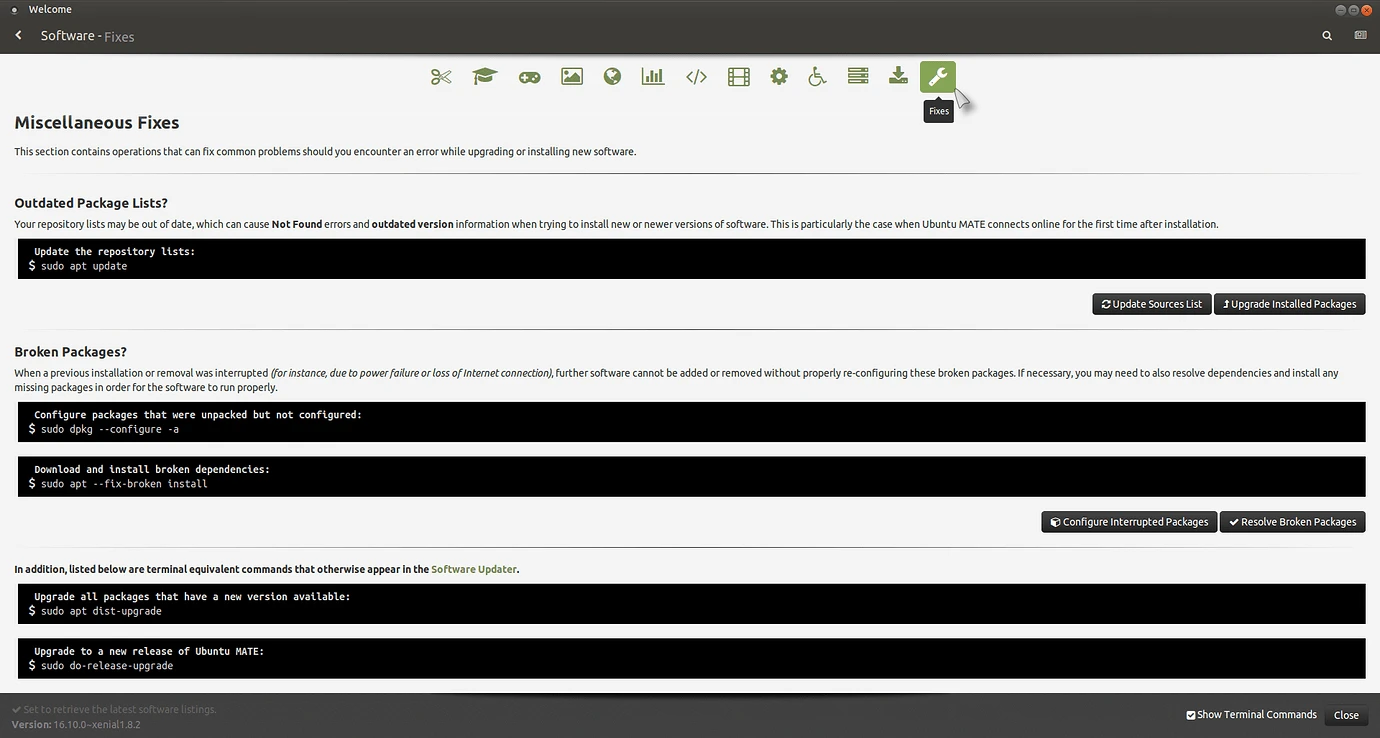 Welcome
Software - Fixes
Fixes
Miscellaneous Fixes
This section contains operations that can fix common problems should you encounter an error while upgrading or installing new software.
Outdated Package Lists?
Your repository lists may be out of date, which can cause Not Found errors and outdated version information when trying to install new or newer versions of software. This is particularly the case when Ubuntu MATE connects online for the first time after installation.
Update the repository lists:
$ sudo apt update
Update Sources List
Upgrade Installed Packages
Broken Packages?
When a previous installation or removal was interrupted (for instance, due to power failure or loss of Internet connection), further software cannot be added or removed without properly re-configuring these broken packages. If necessary, you may need to also resolve dependencies and install any
missing packages in order for the software to run properly.
Configure packages that were unpacked but not configured:
$ sudo dpkg --configure -a
Download and install broken dependencies:
$ sudo apt --fix-broken install
Configure Interrupted Packages
Resolve Broken Packages
In addition, listed below are terminal equivalent commands that otherwise appear in the Software Updater.
Upgrade all packages that have a new version available:
$ sudo apt dist-upgrade
Upgrade to a new release of Ubuntu MATE:
$ sudo do-release-upgrade
Set to retrieve the latest software listings.
Version: 16.10.0~xenial1.8.2
Show Terminal Commands
Close